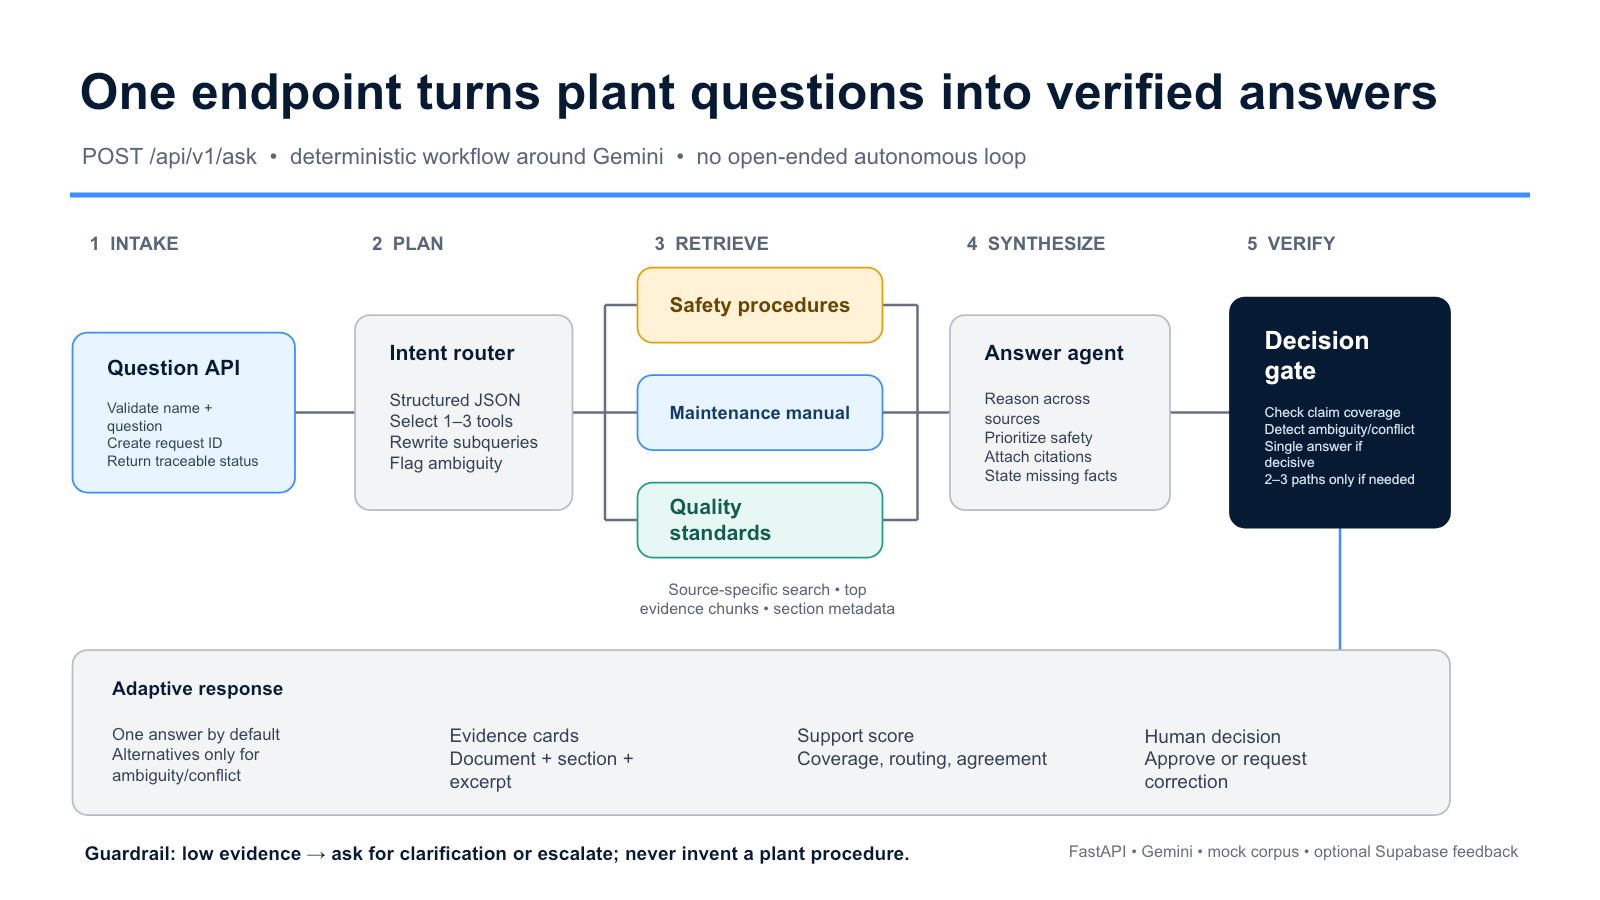 One endpoint turns plant questions into verified answers
POST /api/v1/ask • deterministic workflow around Gemini • no open-ended autonomous loop
1 INTAKE
2 PLAN
3 RETRIEVE
4 SYNTHESIZE
5 VERIFY
Question API
Validate name +
question
Create request ID
Return traceable status
Intent router
Structured JSON
Select 1–3 tools
Rewrite subqueries
Flag ambiguity
Safety procedures
Maintenance manual
Quality
standards
Source-specific search • top
evidence chunks • section metadata
Answer agent
Reason across
sources
Prioritize safety
Attach citations
State missing facts
Decision
gate
Check claim coverage
Detect ambiguity/conflict
Single answer if
decisive
2–3 paths only if needed
Adaptive response
One answer by default
Alternatives only for
ambiguity/conflict
Evidence cards
Document + section +
excerpt
Support score
Coverage, routing, agreement
Human decision
Approve or request
correction
Guardrail: low evidence → ask for clarification or escalate; never invent a plant procedure.
FastAPI • Gemini • mock corpus • optional Supabase feedback